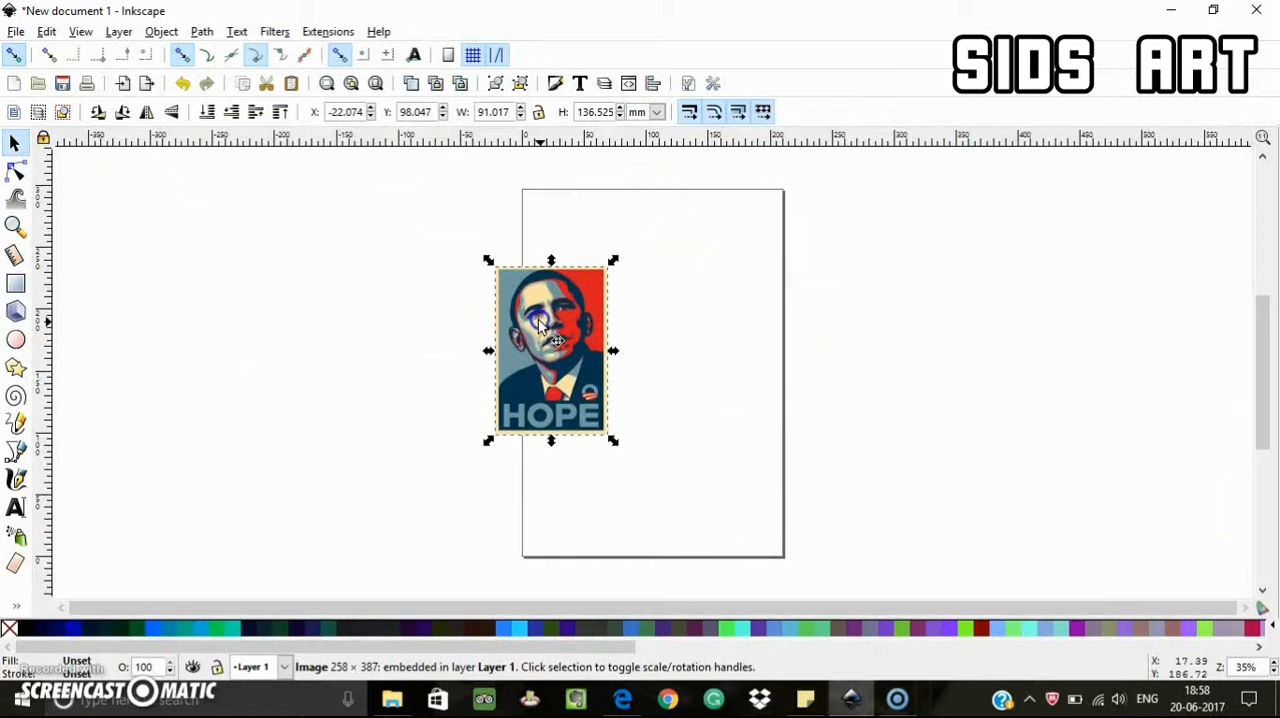 *New document 1 - Inkscape
SIDS ART
File Edit View Layer Object Path Text Filters Extensions Help
X: -22.074 Y: 98.047 W: 91.017 H: 136.525 mm
HOPE
Fill: Unset
Stroke: Unset
O: 100
Layer 1
Image 258 × 387: embedded in layer Layer 1. Click selection to toggle scale/rotation handles.
X: 17.39
Y: 186.72
Z: 35%
Recorded with
SCREENCAST-O-MATIC
ENG
18:58
20-06-2017